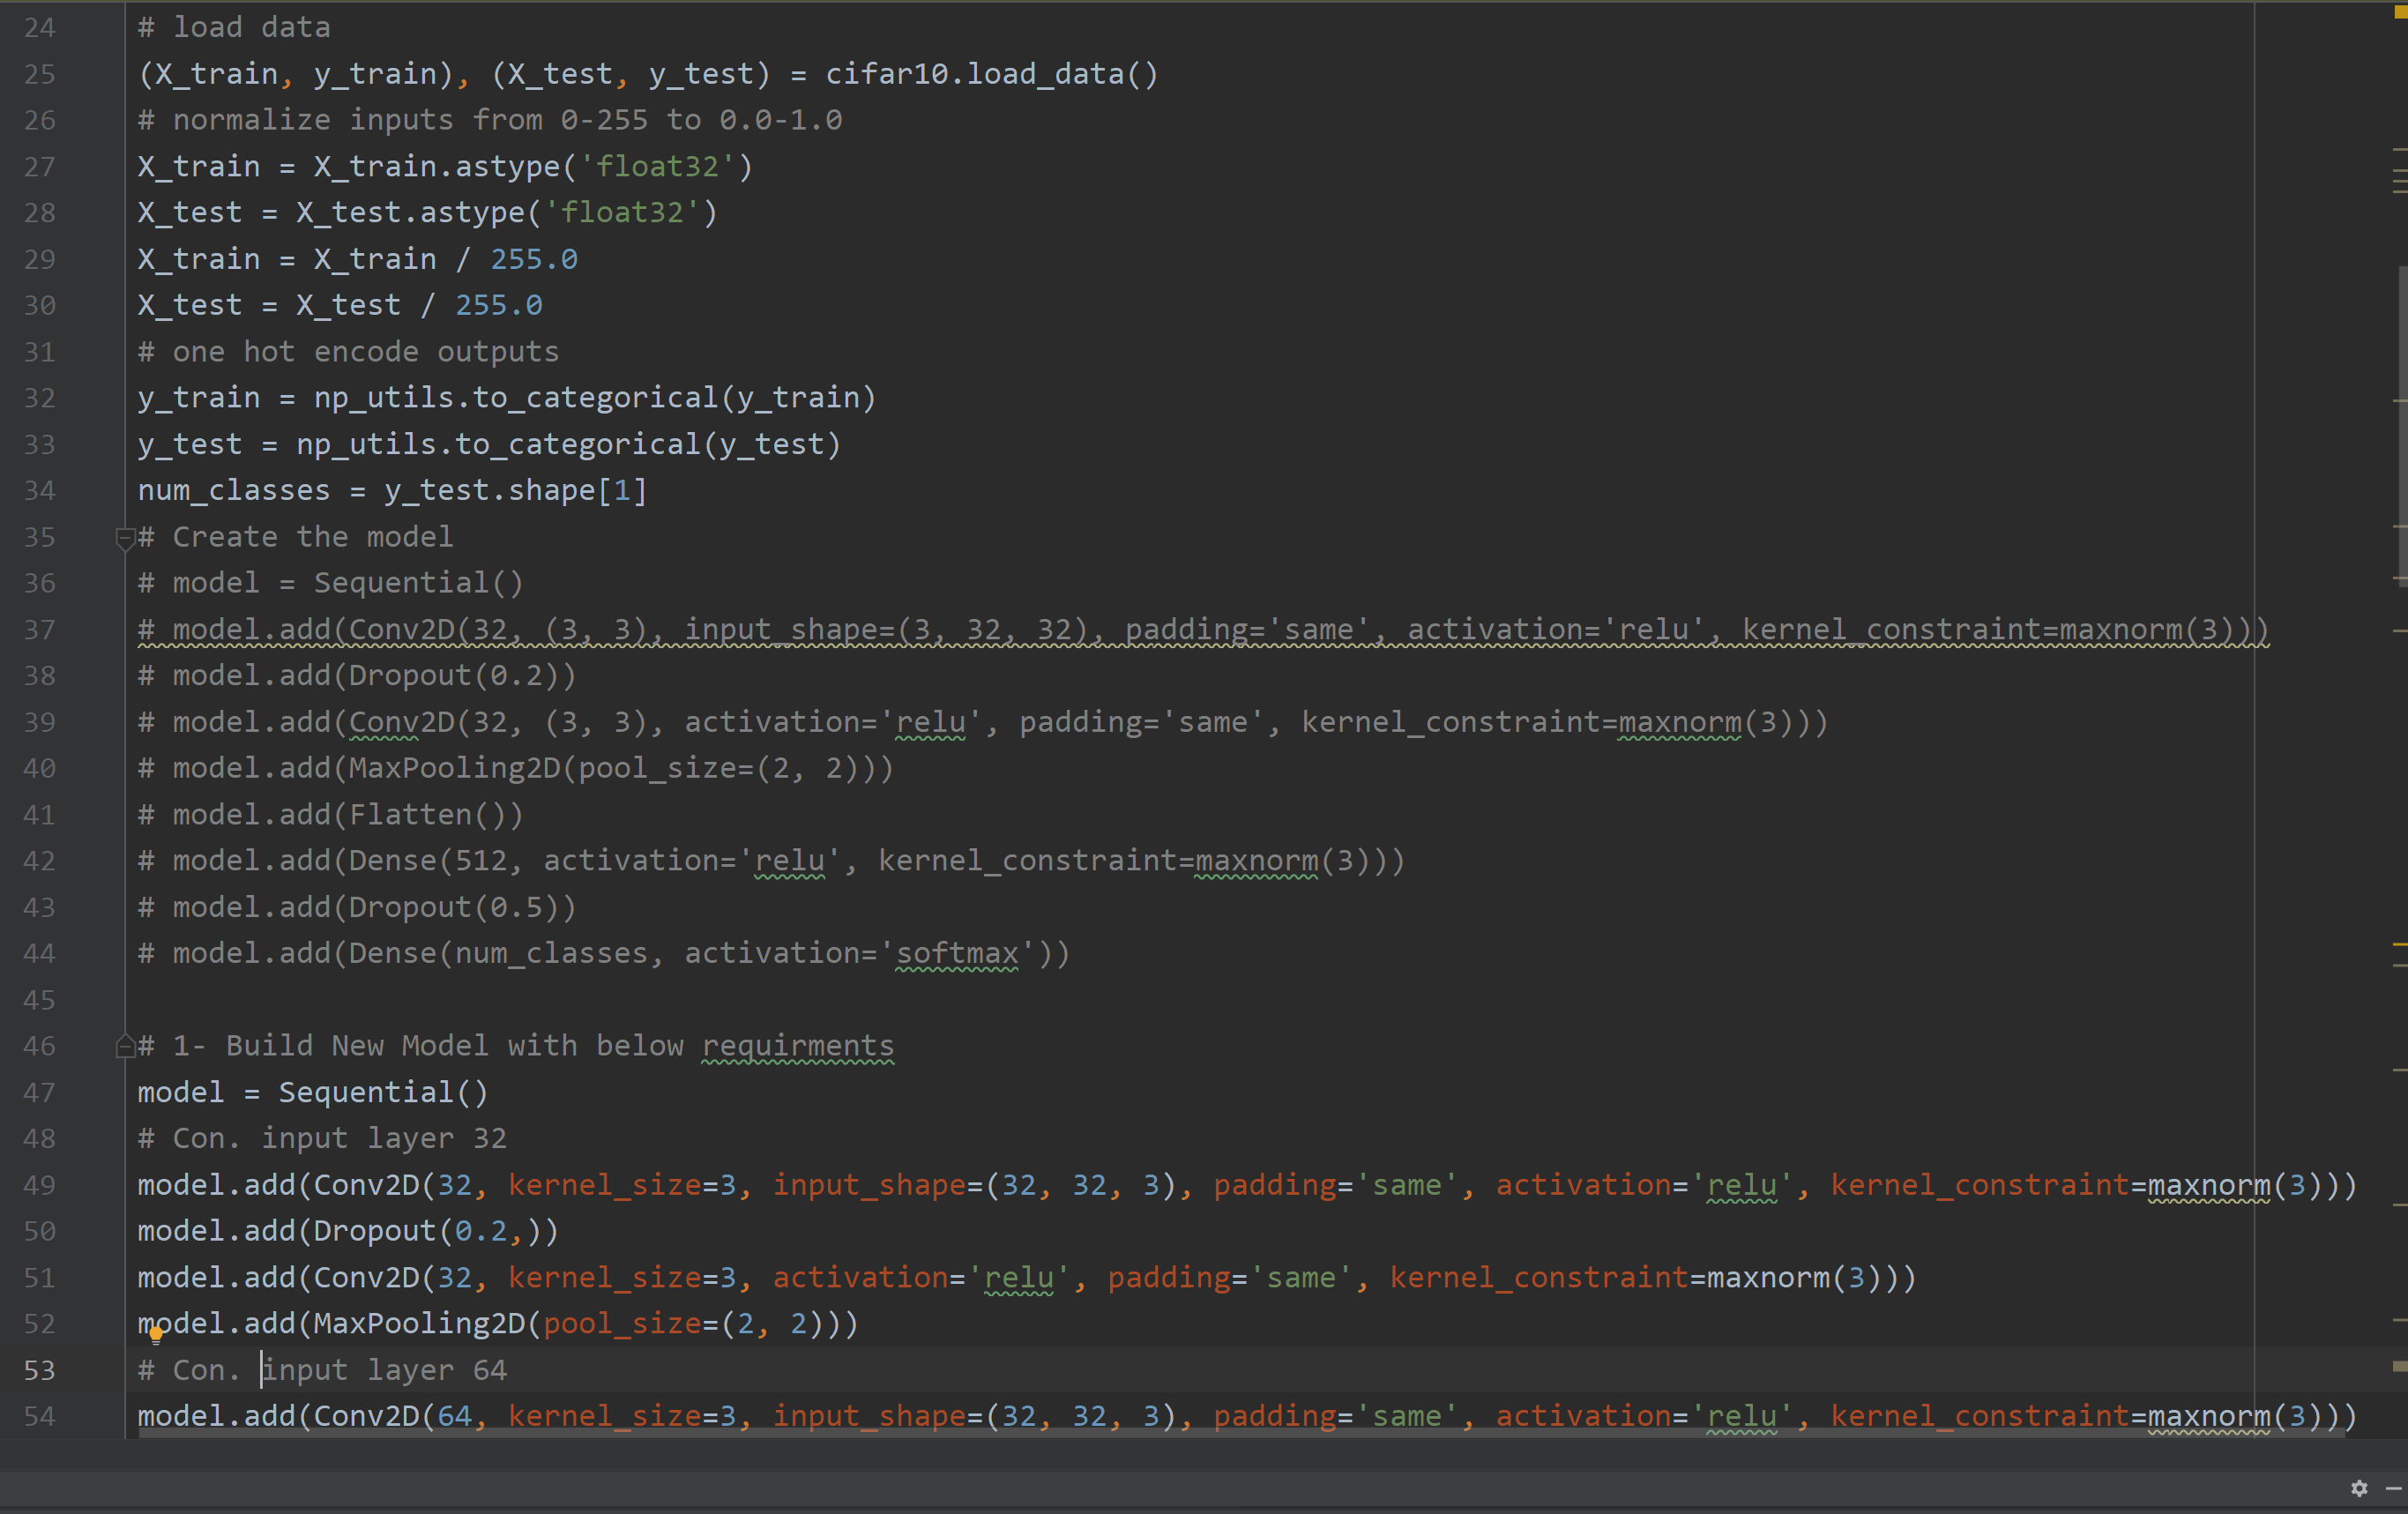 24 # load data
25 (X_train, y_train), (X_test, y_test) = cifar10.load_data()
26 # normalize inputs from 0-255 to 0.0-1.0
27 X_train = X_train.astype('float32')
28 X_test = X_test.astype('float32')
29 X_train = X_train / 255.0
30 X_test = X_test / 255.0
31 # one hot encode outputs
32 y_train = np_utils.to_categorical(y_train)
33 y_test = np_utils.to_categorical(y_test)
34 num_classes = y_test.shape[1]
35 # Create the model
36 # model = Sequential()
37 # model.add(Conv2D(32, (3, 3), input_shape=(3, 32, 32), padding='same', activation='relu', kernel_constraint=maxnorm(3)))
38 # model.add(Dropout(0.2))
39 # model.add(Conv2D(32, (3, 3), activation='relu', padding='same', kernel_constraint=maxnorm(3)))
40 # model.add(MaxPooling2D(pool_size=(2, 2)))
41 # model.add(Flatten())
42 # model.add(Dense(512, activation='relu', kernel_constraint=maxnorm(3)))
43 # model.add(Dropout(0.5))
44 # model.add(Dense(num_classes, activation='softmax'))
45
46 # 1- Build New Model with below requirments
47 model = Sequential()
48 # Con. input layer 32
49 model.add(Conv2D(32, kernel_size=3, input_shape=(32, 32, 3), padding='same', activation='relu', kernel_constraint=maxnorm(3)))
50 model.add(Dropout(0.2,))
51 model.add(Conv2D(32, kernel_size=3, activation='relu', padding='same', kernel_constraint=maxnorm(3)))
52 model.add(MaxPooling2D(pool_size=(2, 2)))
53 # Con. input layer 64
54 model.add(Conv2D(64, kernel_size=3, input_shape=(32, 32, 3), padding='same', activation='relu', kernel_constraint=maxnorm(3)))